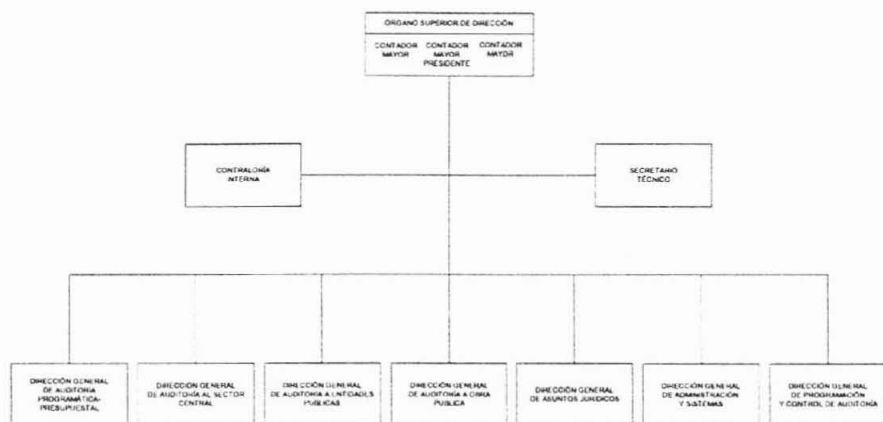 ÓRGANO SUPERIOR DE DIRECCIÓN
CONTADOR MAYOR
CONTADOR MAYOR PRESIDENTE
CONTADOR MAYOR
CONTRALORÍA
INTERNA
SECRETARIO
TÉCNICO
DIRECCIÓN GENERAL
DE AUDITORÍA
PROGRAMÁTICA-
PRESUPUESTAL
DIRECCIÓN GENERAL
DE AUDITORÍA AL SECTOR
CENTRAL
DIRECCIÓN GENERAL
DE AUDITORÍA A ENTIDADES
PÚBLICAS
DIRECCIÓN GENERAL
DE AUDITORÍA A OBRA
PÚBLICA
DIRECCIÓN GENERAL
DE ASUNTOS JURÍDICOS
DIRECCIÓN GENERAL
DE ADMINISTRACIÓN
Y SISTEMAS
DIRECCIÓN GENERAL
DE PROGRAMACIÓN
Y CONTROL DE AUDITORÍA